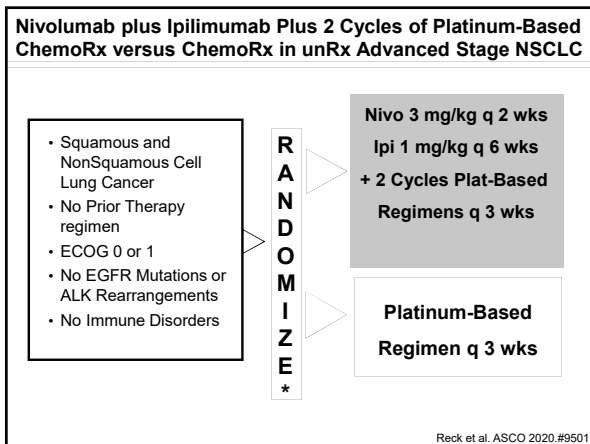 Nivolumab plus Ipilimumab Plus 2 Cycles of Platinum-Based
ChemoRx versus ChemoRx in unRx Advanced Stage NSCLC
• Squamous and
NonSquamous Cell
Lung Cancer
• No Prior Therapy
regimen
• ECOG 0 or 1
• No EGFR Mutations or
ALK Rearrangements
• No Immune Disorders
R
A
N
D
O
M
I
Z
E
*
Nivo 3 mg/kg q 2 wks
Ipi 1 mg/kg q 6 wks
+ 2 Cycles Plat-Based
Regimens q 3 wks
Platinum-Based
Regimen q 3 wks
Reck et al. ASCO 2020.#9501